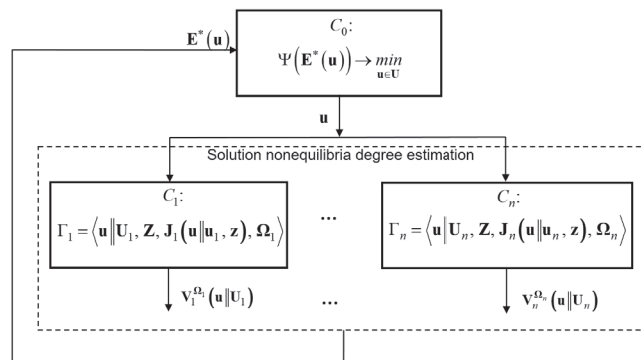 E*(u)
C₀:
Ψ(E*(u)) → min
u∈U
u
Solution nonequilibria degree estimation
C₁:
Γ₁ = ⟨u‖U₁, Z, J₁(u‖u₁, z), Ω₁⟩
...
Cₙ:
Γₙ = ⟨u‖Uₙ, Z, Jₙ(u‖uₙ, z), Ωₙ⟩
V₁^Ω₁(u‖U₁)
...
Vₙ^Ωₙ(u‖Uₙ)